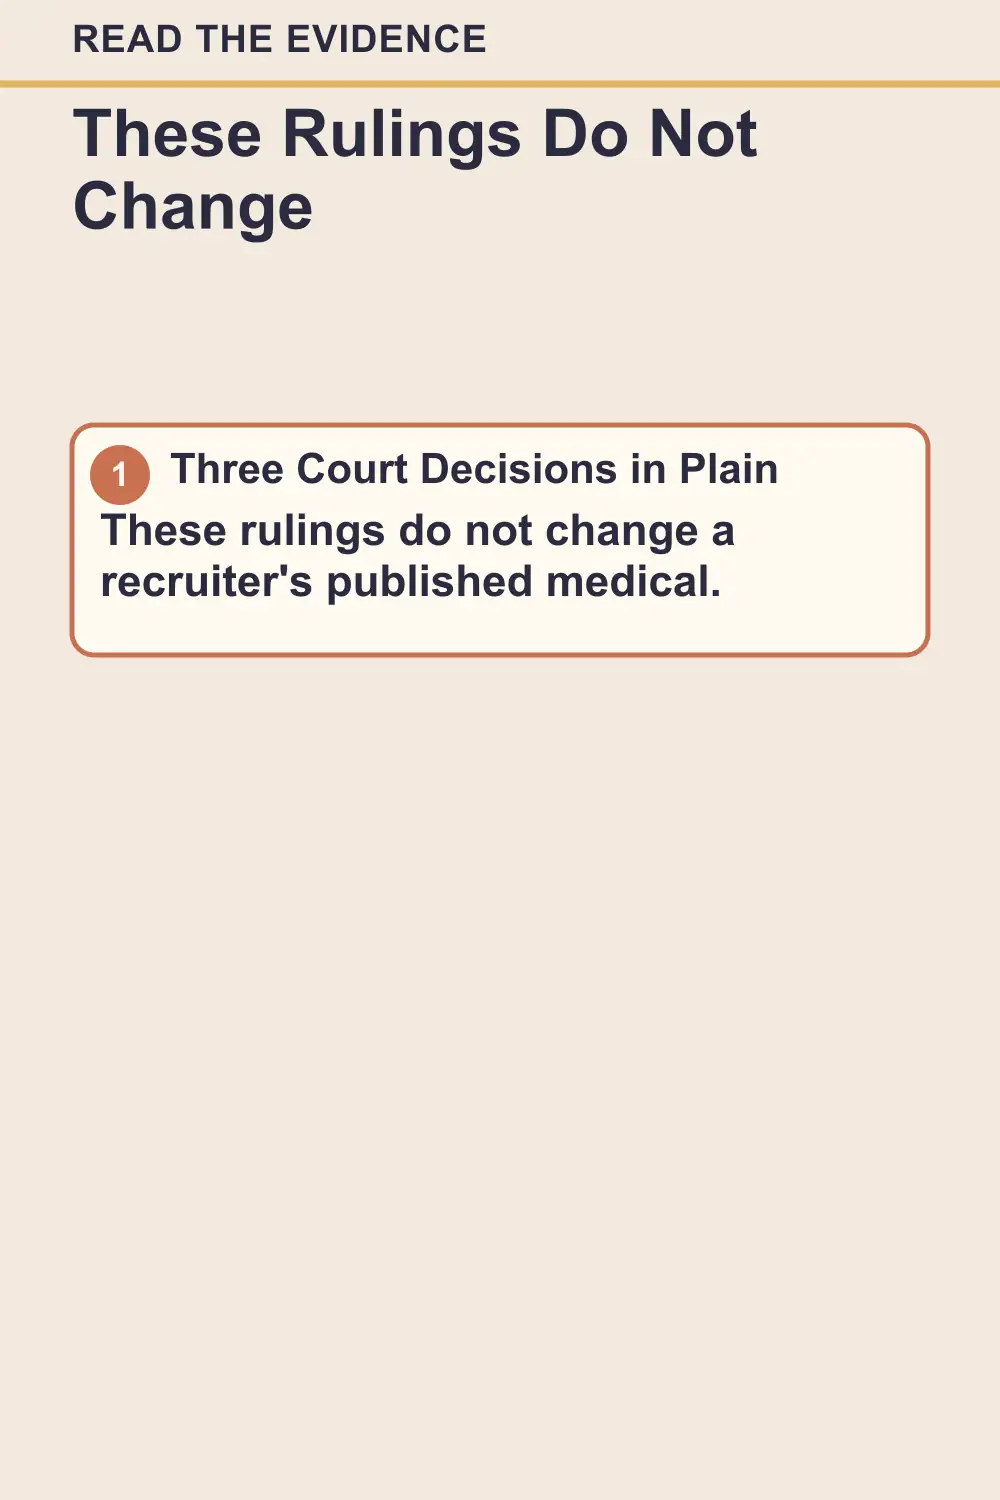 READ THE EVIDENCE
These Rulings Do Not
Change
1 Three Court Decisions in Plain
These rulings do not change a
recruiter's published medical.